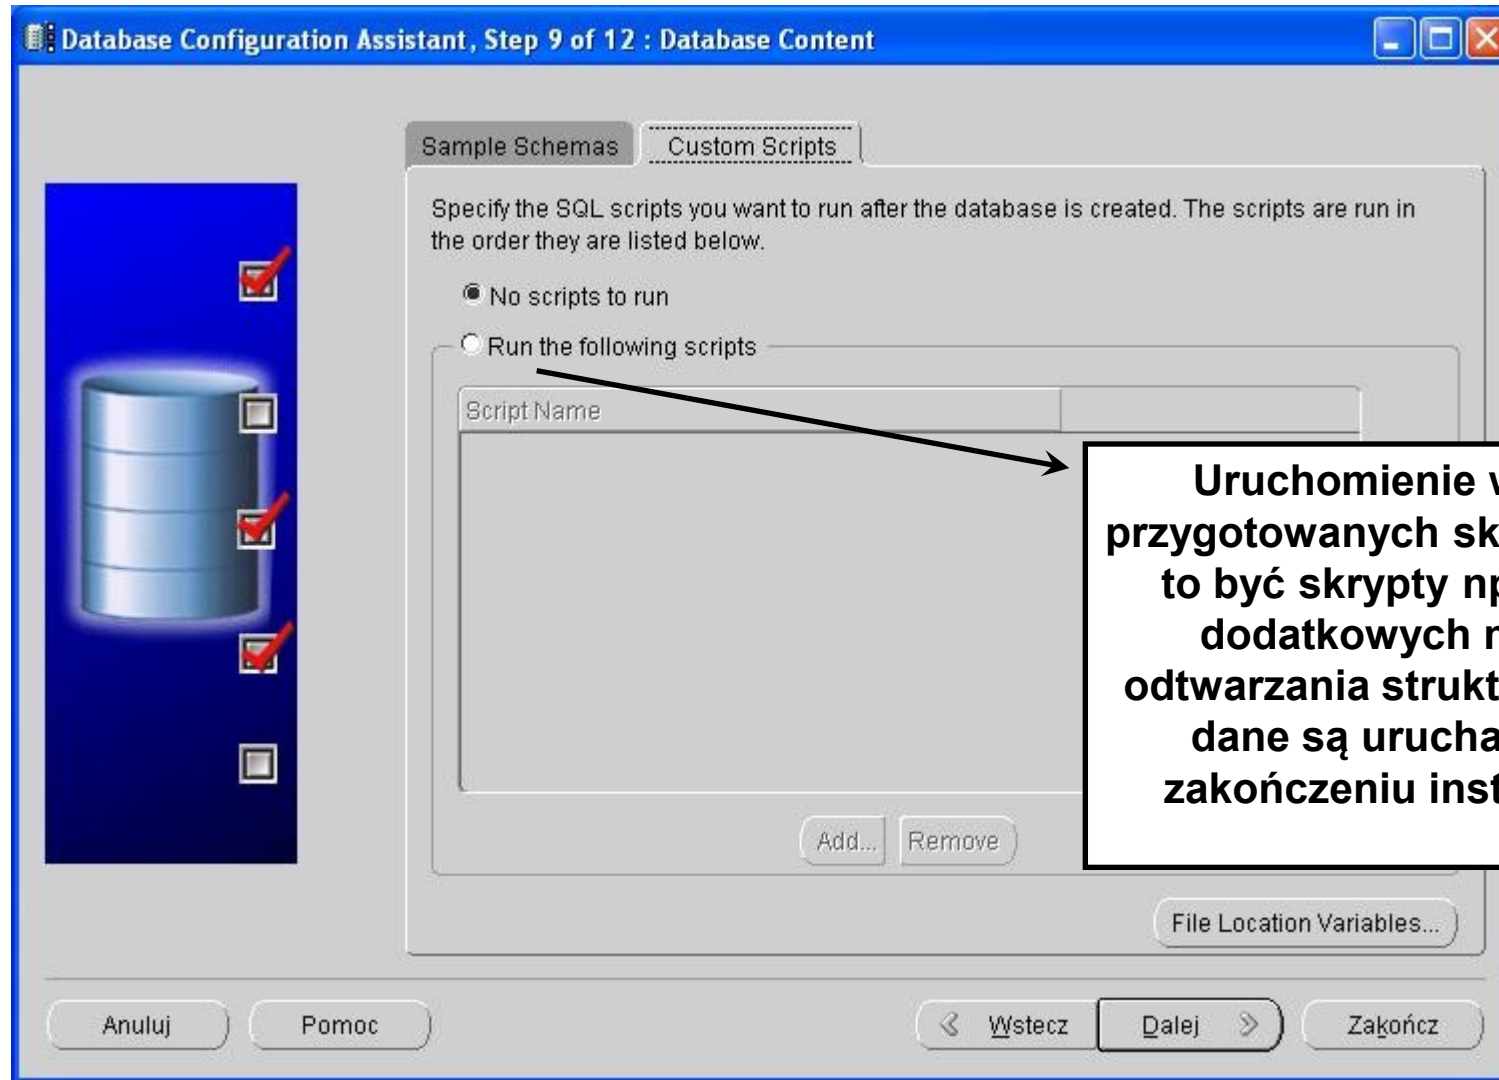 Database Configuration Assistant, Step 9 of 12 : Database Content
Sample Schemas
Custom Scripts
Specify the SQL scripts you want to run after the database is created. The scripts are run in
the order they are listed below.
No scripts to run
Run the following scripts
Script Name
Uruchomienie
przygotowanych
to być skrypty
dodatkowych
odtwarzania
dane są
zakończeniu
Add...
Remove
File Location Variables...
Anuluj
Pomoc
Wstecz
Dalej
Zakończ